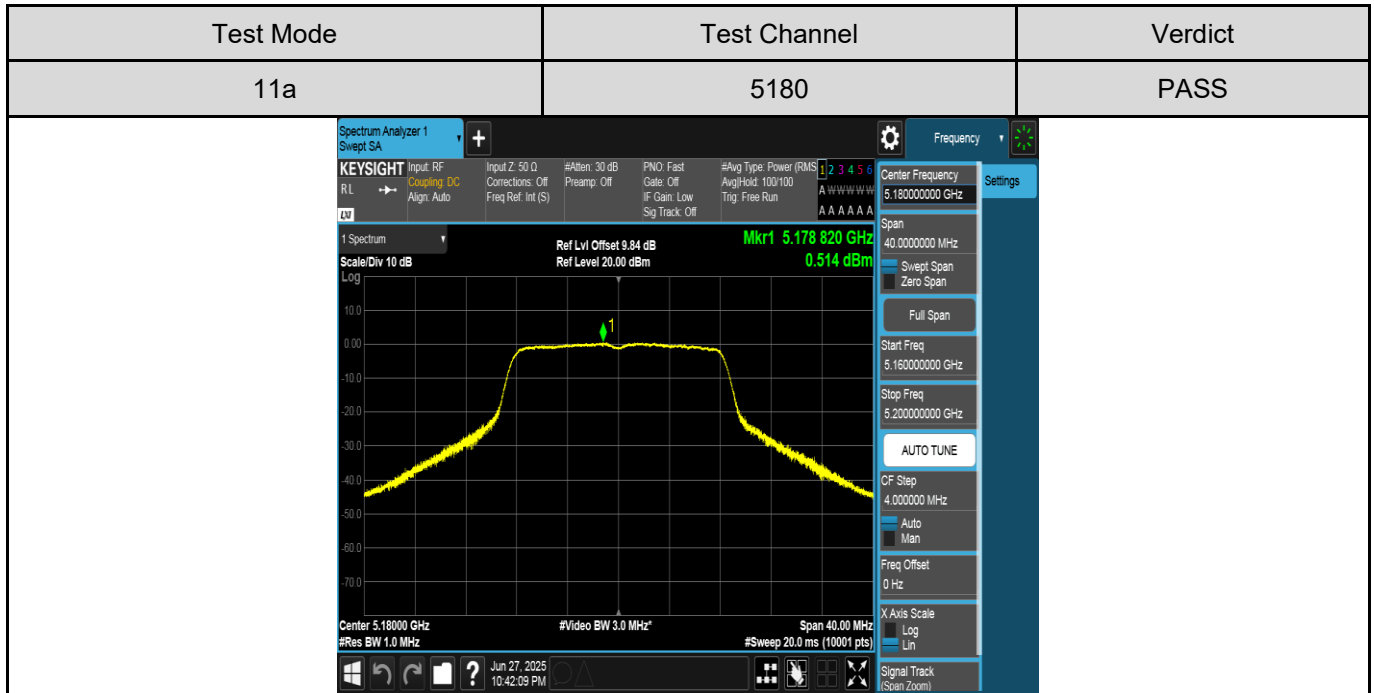 Test Mode Test Channel Verdict
11a 5180 PASS
Spectrum Analyzer 1
Swept SA
+
Frequency
KEYSIGHT
RL
LXI
Input: RF
Coupling: DC
Align: Auto
Input Z: 50 Ω
Corrections: Off
Freq Ref: Int (S)
#Atten: 30 dB
Preamp: Off
PNO: Fast
Gate: Off
IF Gain: Low
Sig Track: Off
#Avg Type: Power (RMS
Avg|Hold: 100/100
Trig: Free Run
1 2 3 4 5 6
A W W W W W
A A A A A A
1 Spectrum
Scale/Div 10 dB
Log
Ref Lvl Offset 9.84 dB
Ref Level 20.00 dBm
Mkr1 5.178 820 GHz
0.514 dBm
1
10.0
0.00
-10.0
-20.0
-30.0
-40.0
-50.0
-60.0
-70.0
Center 5.18000 GHz
#Res BW 1.0 MHz
#Video BW 3.0 MHz*
Span 40.00 MHz
#Sweep 20.0 ms (10001 pts)
?
Jun 27, 2025
10:42:09 PM
Center Frequency
5.180000000 GHz
Span
40.0000000 MHz
Swept Span
Zero Span
Full Span
Start Freq
5.160000000 GHz
Stop Freq
5.200000000 GHz
AUTO TUNE
CF Step
4.000000 MHz
Auto
Man
Freq Offset
0 Hz
X Axis Scale
Log
Lin
Signal Track
(Span Zoom)
Settings